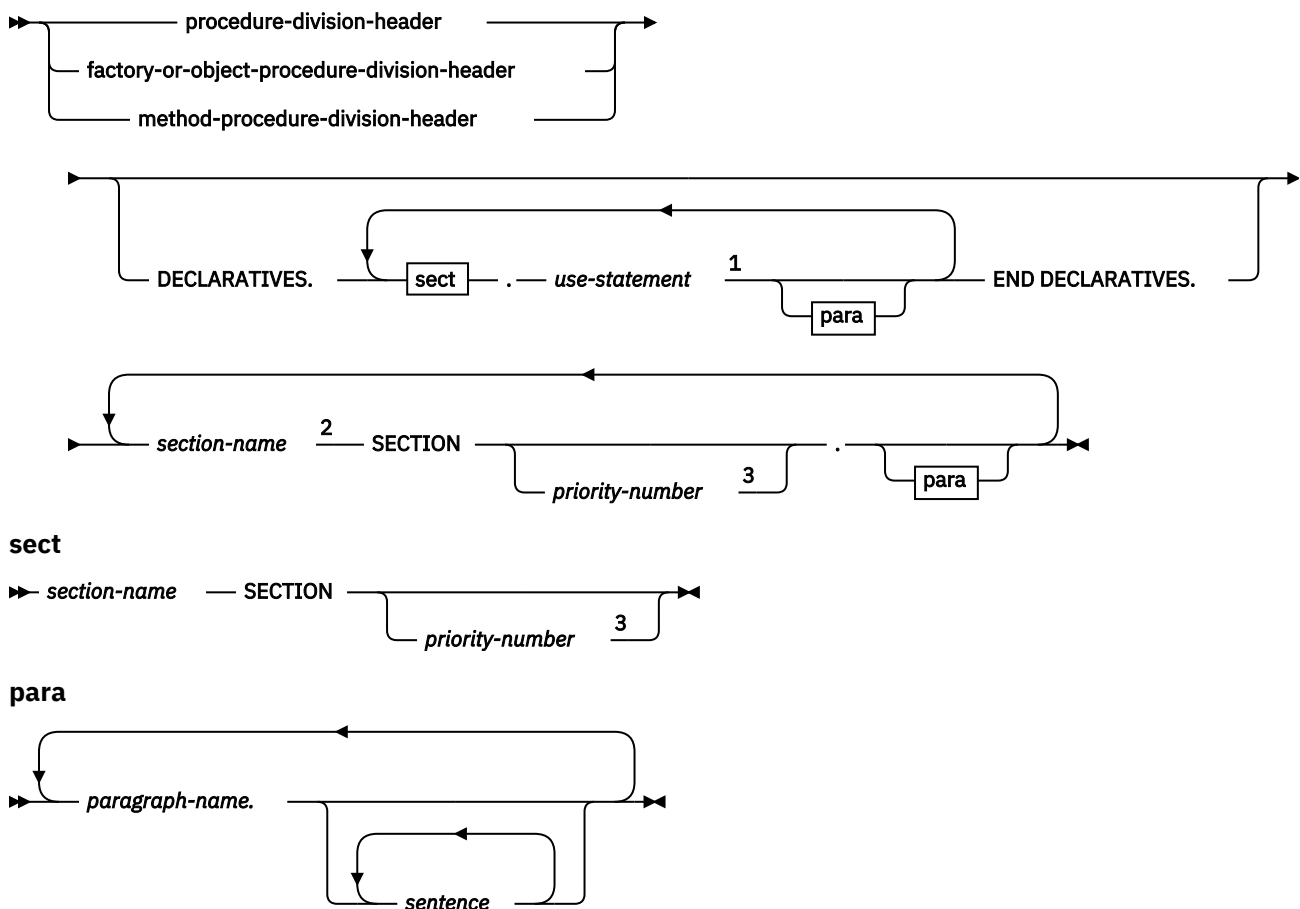 procedure-division-header
factory-or-object-procedure-division-header
method-procedure-division-header
DECLARATIVES. sect . use-statement 1 para END DECLARATIVES.
section-name 2 SECTION priority-number 3 . para
sect
section-name SECTION priority-number 3
para
paragraph-name.
sentence